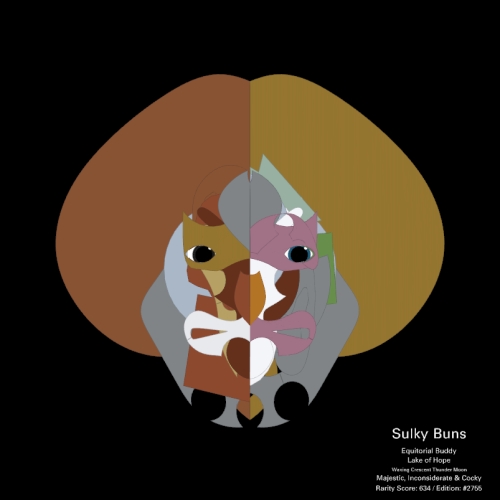 Sulky Buns
Equitorial Buddy
Lake of Hope
Waxing Crescent Thunder Moon
Majestic, Inconsiderate & Cocky
Rarity Score: 634 / Edition: #2755